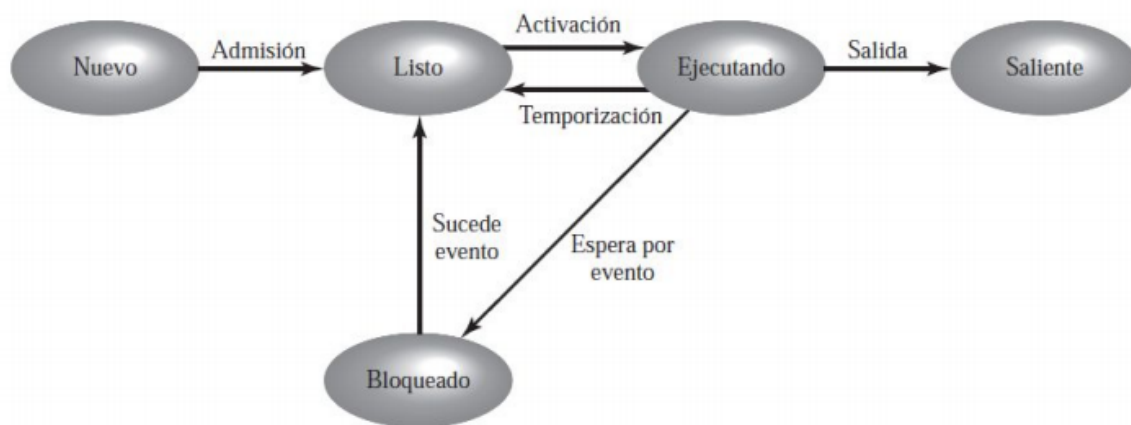 Activación
Nuevo
Admisión
Listo
Ejecutando
Salida
Saliente
Temporización
Sucede
evento
Espera por
evento
Bloqueado